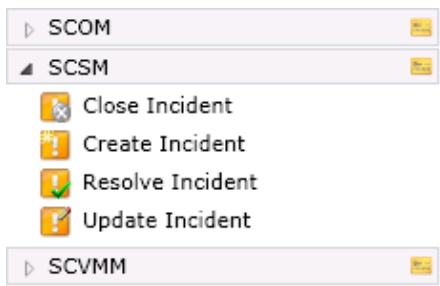 SCOM
SCSM
Close Incident
Create Incident
Resolve Incident
Update Incident
SCVMM